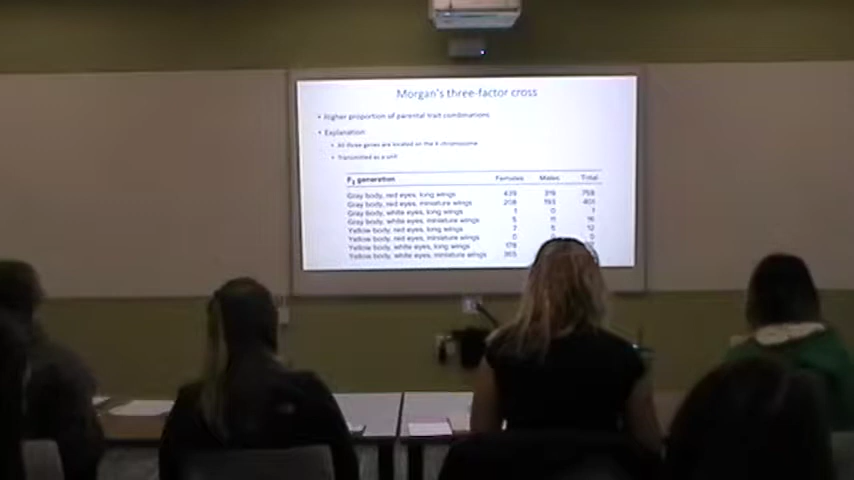 Morgan's three-factor cross
• Higher proportion of parental trait combinations
• Explanation:
• All three genes are located on the X chromosome
• Transmitted as a unit
F2 generation Females Males Total
Gray body, red eyes, long wings 439 319 758
Gray body, red eyes, miniature wings 208 193 401
Gray body, white eyes, long wings 1 0 1
Gray body, white eyes, miniature wings 5 11 16
Yellow body, red eyes, long wings 7 5 12
Yellow body, red eyes, miniature wings 0 0
Yellow body, white eyes, long wings 178
Yellow body, white eyes, miniature wings 365